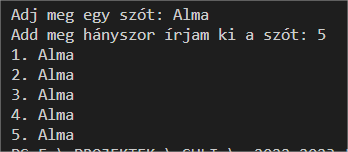 Adj meg egy szót: Alma
Add meg hányszor írjam ki a szót: 5
1. Alma
2. Alma
3. Alma
4. Alma
5. Alma